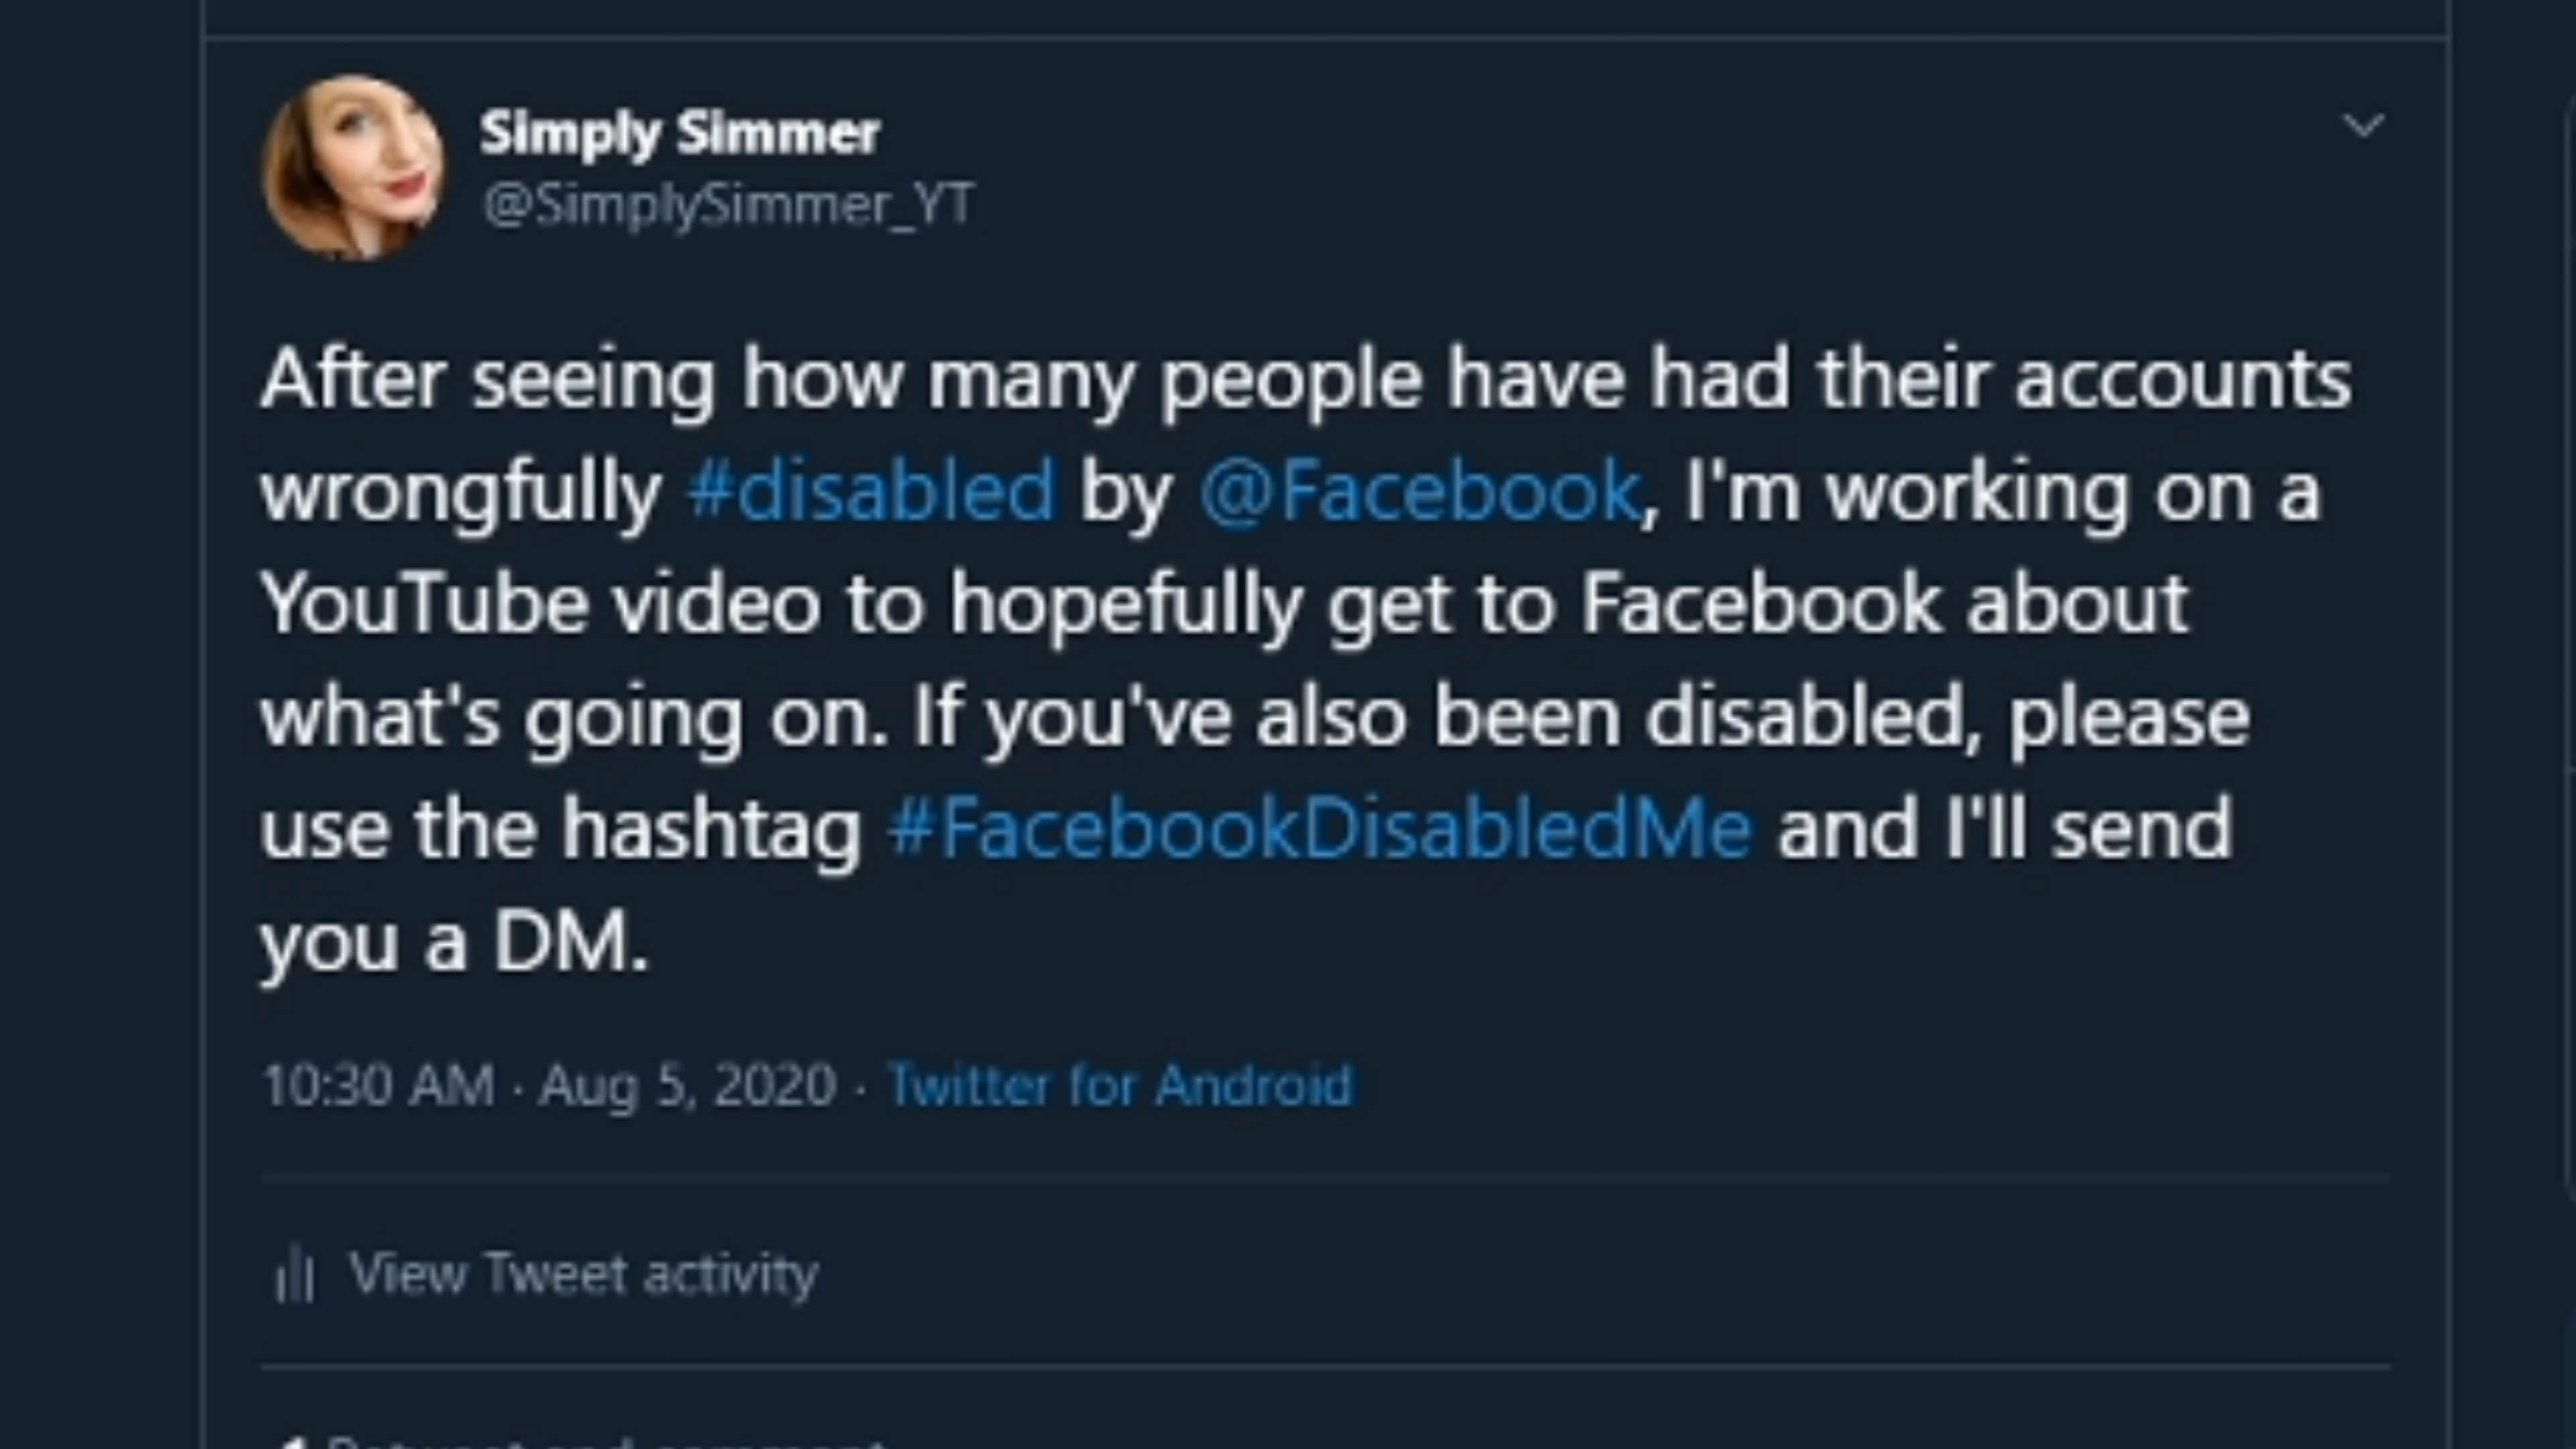 Simply Simmer
@SimplySimmer_YT
After seeing how many people have had their accounts
wrongfully #disabled by @Facebook, I'm working on a
YouTube video to hopefully get to Facebook about
what's going on. If you've also been disabled, please
use the hashtag #FacebookDisabledMe and I'll send
you a DM.
10:30 AM · Aug 5, 2020 · Twitter for Android
View Tweet activity